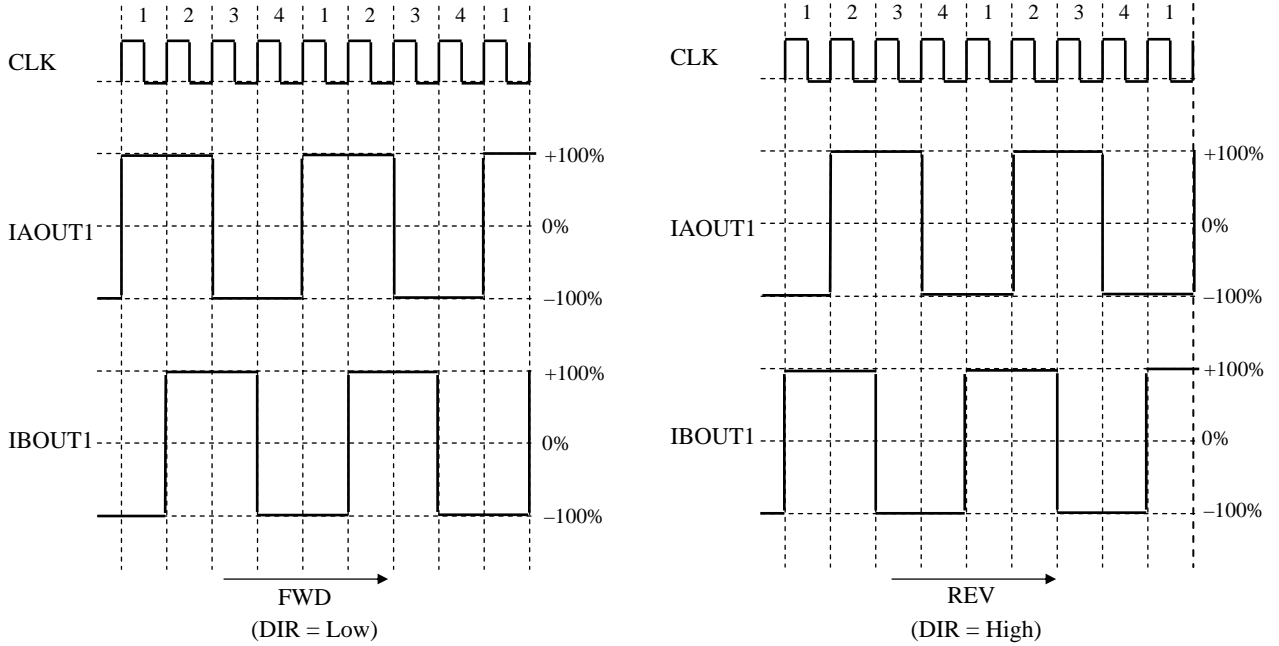 1 2 3 4 1 2 3 4 1
CLK
+100%
IAOUT1
0%
–100%
+100%
IBOUT1
0%
–100%
FWD
(DIR = Low)
1 2 3 4 1 2 3 4 1
CLK
+100%
IAOUT1
0%
–100%
+100%
IBOUT1
0%
–100%
REV
(DIR = High)